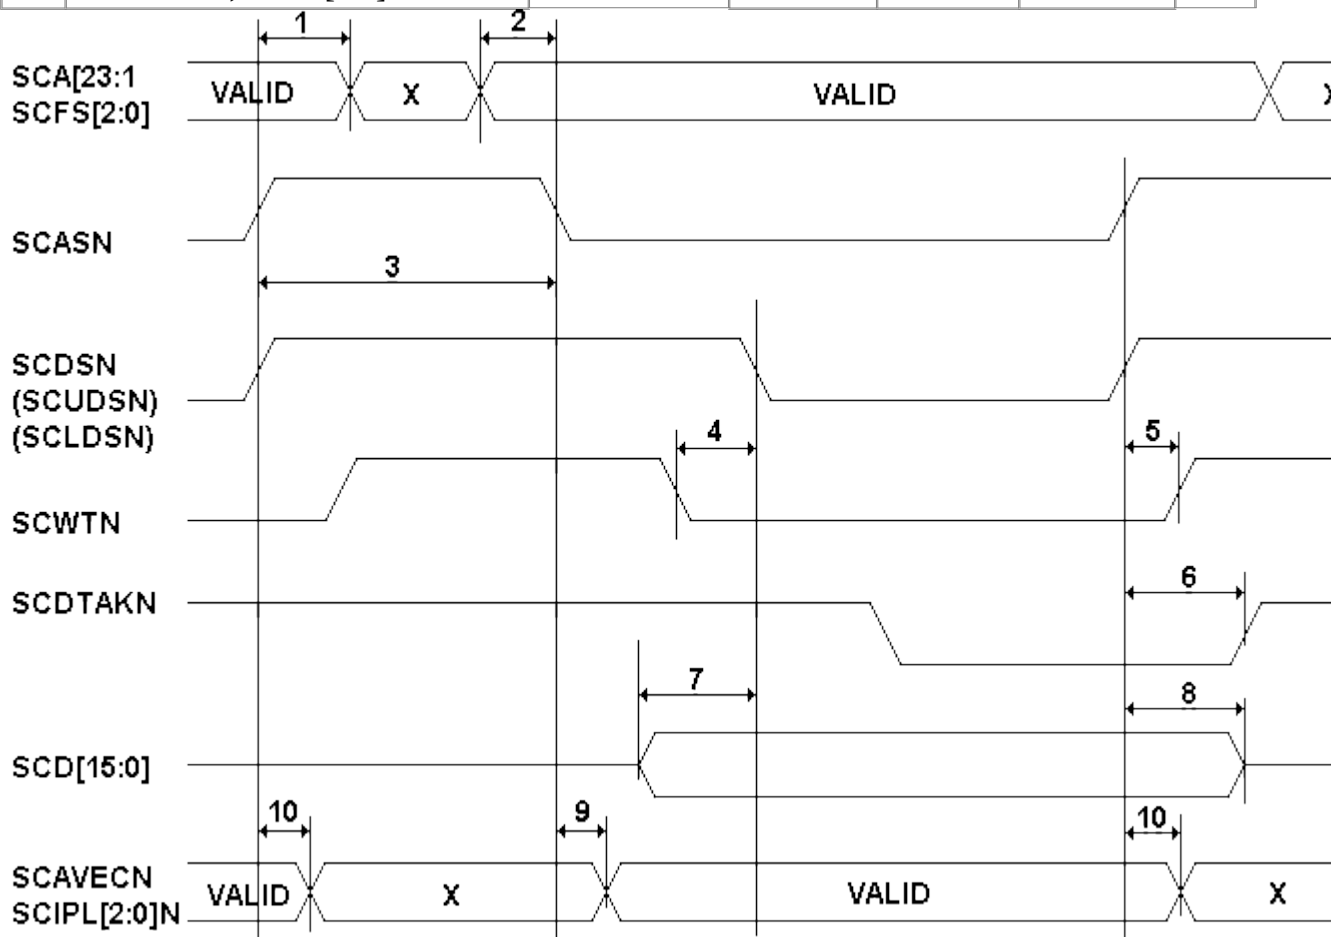 1 2
SCA[23:1
SCFS[2:0]
VALID X VALID
SCASN
3
SCDSN
(SCUDSN)
(SCLDSN)
4 5
SCWTN
SCDTAKN
6
7 8
SCD[15:0]
10 9 10
SCAVECN
SCIPL[2:0]N
VALID X VALID X